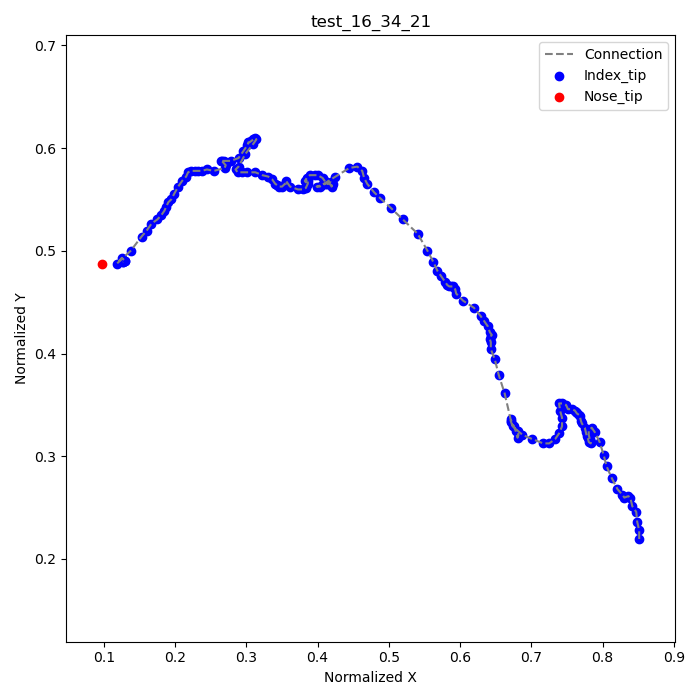 test_16_34_21
Connection
Index_tip
Nose_tip
Normalized Y
0.7
0.6
0.5
0.4
0.3
0.2
0.1 0.2 0.3 0.4 0.5 0.6 0.7 0.8 0.9
Normalized X